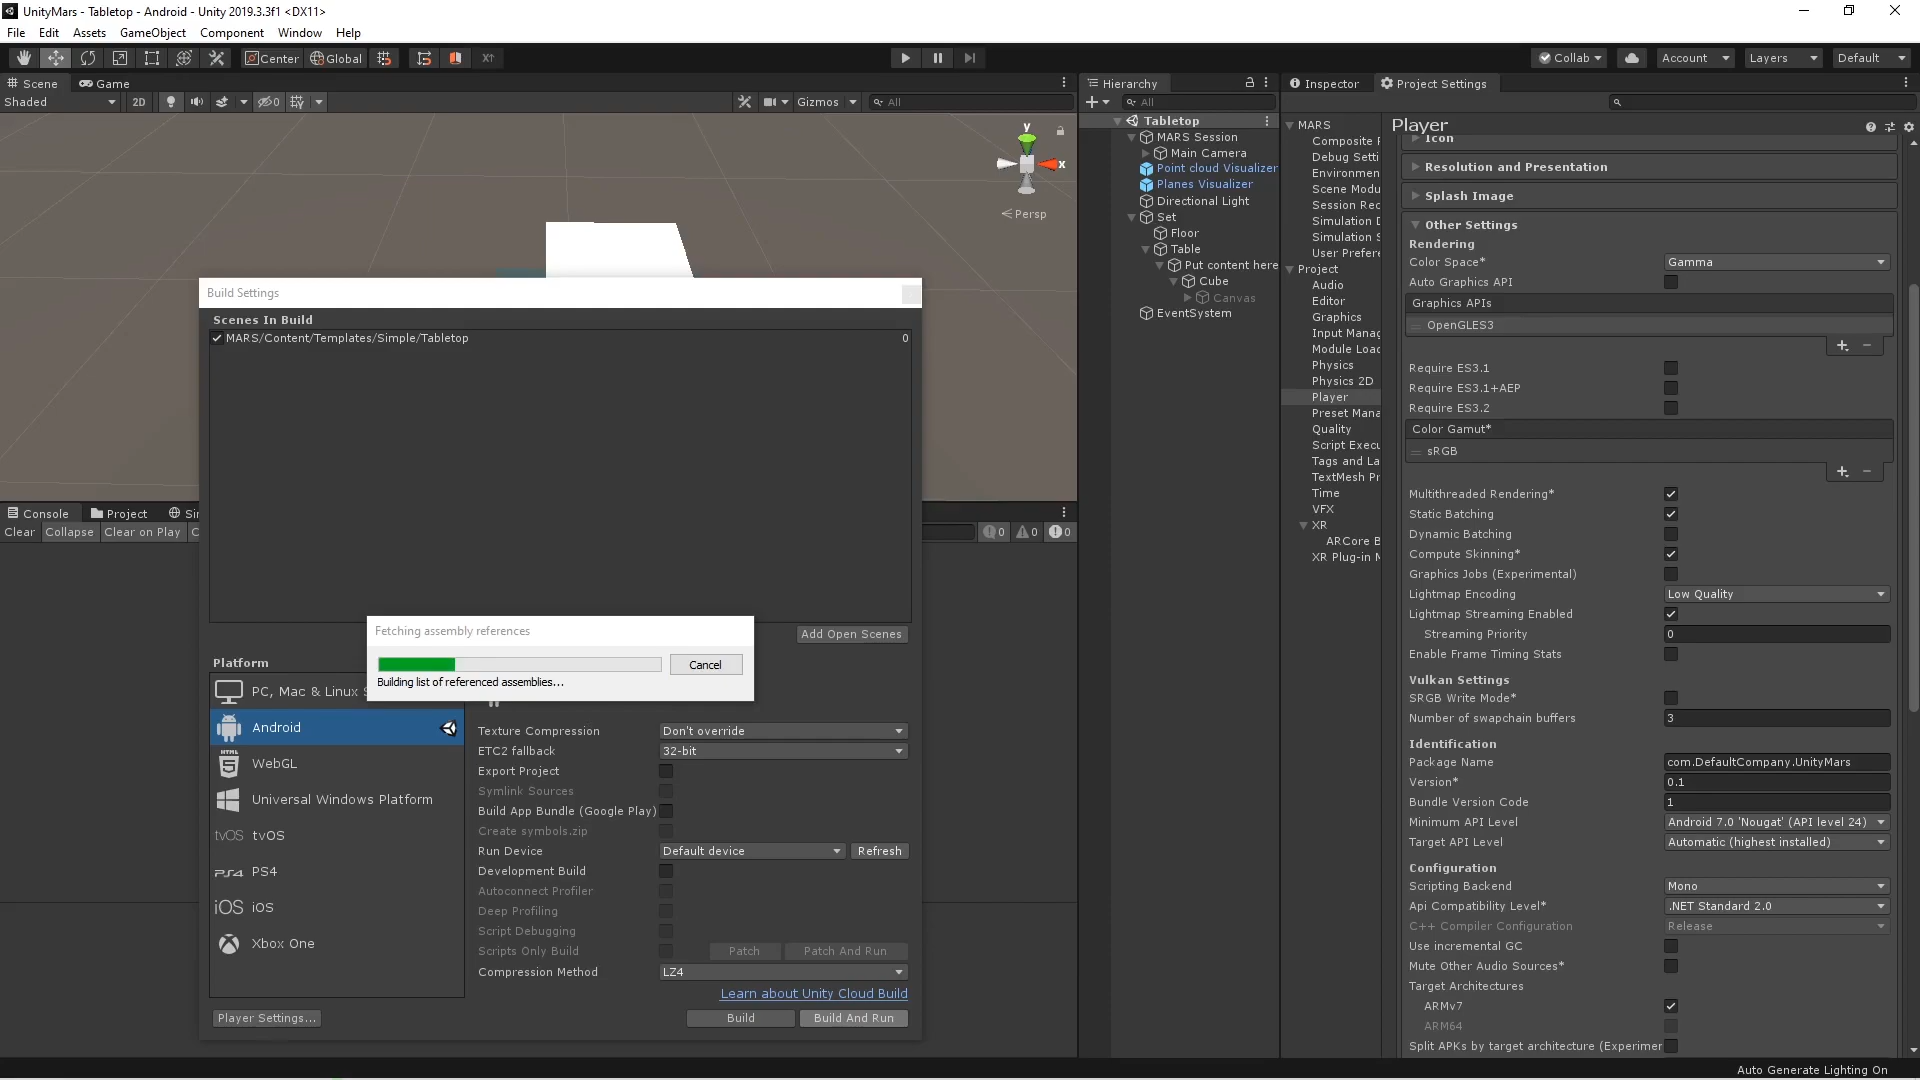 UnityMars - Tabletop - Android - Unity 2019.3.3f1 <DX11>
File Edit Assets GameObject Component Window Help
Center Global Collab Account Layers Default
Scene Game
Shaded 2D 0 Gizmos All
y
x
Persp
Hierarchy
All
Tabletop
MARS Session
Main Camera
Point cloud Visualizer
Planes Visualizer
Directional Light
Set
Floor
Table
Put content here
Cube
Canvas
EventSystem
Build Settings
Scenes In Build
MARS/Content/Templates/Simple/Tabletop 0
Add Open Scenes
Fetching assembly references
Cancel
Building list of referenced assemblies...
Platform
PC, Mac & Linux S
Android
HTML 5 WebGL
Universal Windows Platform
tvOS tvOS
PS4 PS4
iOS iOS
Xbox One
Texture Compression Don't override
ETC2 fallback 32-bit
Export Project
Symlink Sources
Build App Bundle (Google Play)
Create symbols.zip
Run Device Default device Refresh
Development Build
Autoconnect Profiler
Deep Profiling
Script Debugging
Scripts Only Build Patch Patch And Run
Compression Method LZ4
Learn about Unity Cloud Build
Player Settings... Build Build And Run
Console Project Si
Clear Collapse Clear on Play 0 0 0
Inspector Project Settings
MARS
Composite
Debug Setti
Environmen
Scene Modu
Session Rec
Simulation
Simulation S
User Prefere
Project
Audio
Editor
Graphics
Input Manag
Module Load
Physics
Physics 2D
Player
Preset Mana
Quality
Script Execu
Tags and La
TextMesh Pr
Time
VFX
XR
ARCore B
XR Plug-in M
Player
Icon
Resolution and Presentation
Splash Image
Other Settings
Rendering
Color Space* Gamma
Auto Graphics API
Graphics APIs
OpenGLES3
Require ES3.1
Require ES3.1+AEP
Require ES3.2
Color Gamut*
sRGB
Multithreaded Rendering*
Static Batching
Dynamic Batching
Compute Skinning*
Graphics Jobs (Experimental)
Lightmap Encoding Low Quality
Lightmap Streaming Enabled
Streaming Priority 0
Enable Frame Timing Stats
Vulkan Settings
SRGB Write Mode*
Number of swapchain buffers 3
Identification
Package Name com.DefaultCompany.UnityMars
Version* 0.1
Bundle Version Code 1
Minimum API Level Android 7.0 'Nougat' (API level 24)
Target API Level Automatic (highest installed)
Configuration
Scripting Backend Mono
Api Compatibility Level* .NET Standard 2.0
C++ Compiler Configuration Release
Use incremental GC
Mute Other Audio Sources*
Target Architectures
ARMv7
ARM64
Split APKs by target architecture (Experimer
Auto Generate Lighting On